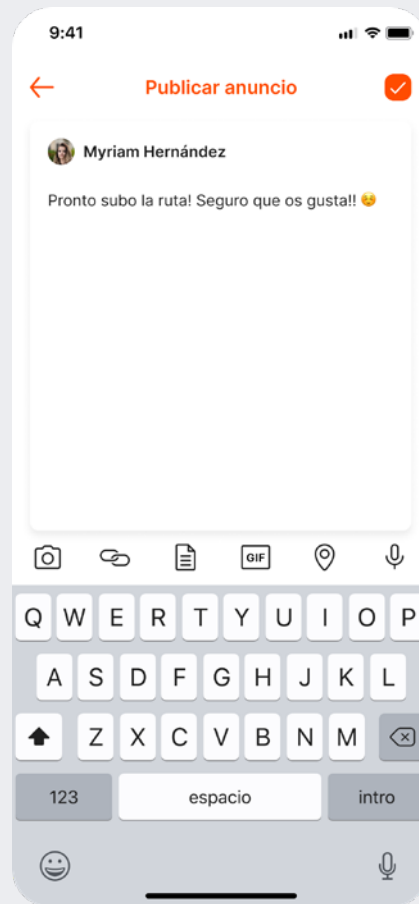 9:41
Publicar anuncio
Myriam Hernández
Pronto subo la ruta! Seguro que os gusta!! ☺️
GIF
Q W E R T Y U I O P
A S D F G H J K L
Z X C V B N M
123 espacio intro